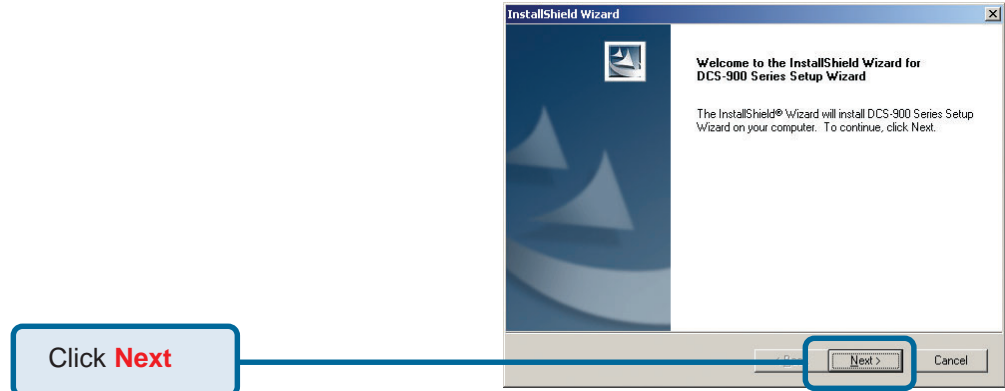 InstallShield Wizard
Welcome to the InstallShield Wizard for
DCS-900 Series Setup Wizard
The InstallShield® Wizard will install DCS-900 Series Setup
Wizard on your computer. To continue, click Next.
Click Next
Next > Cancel